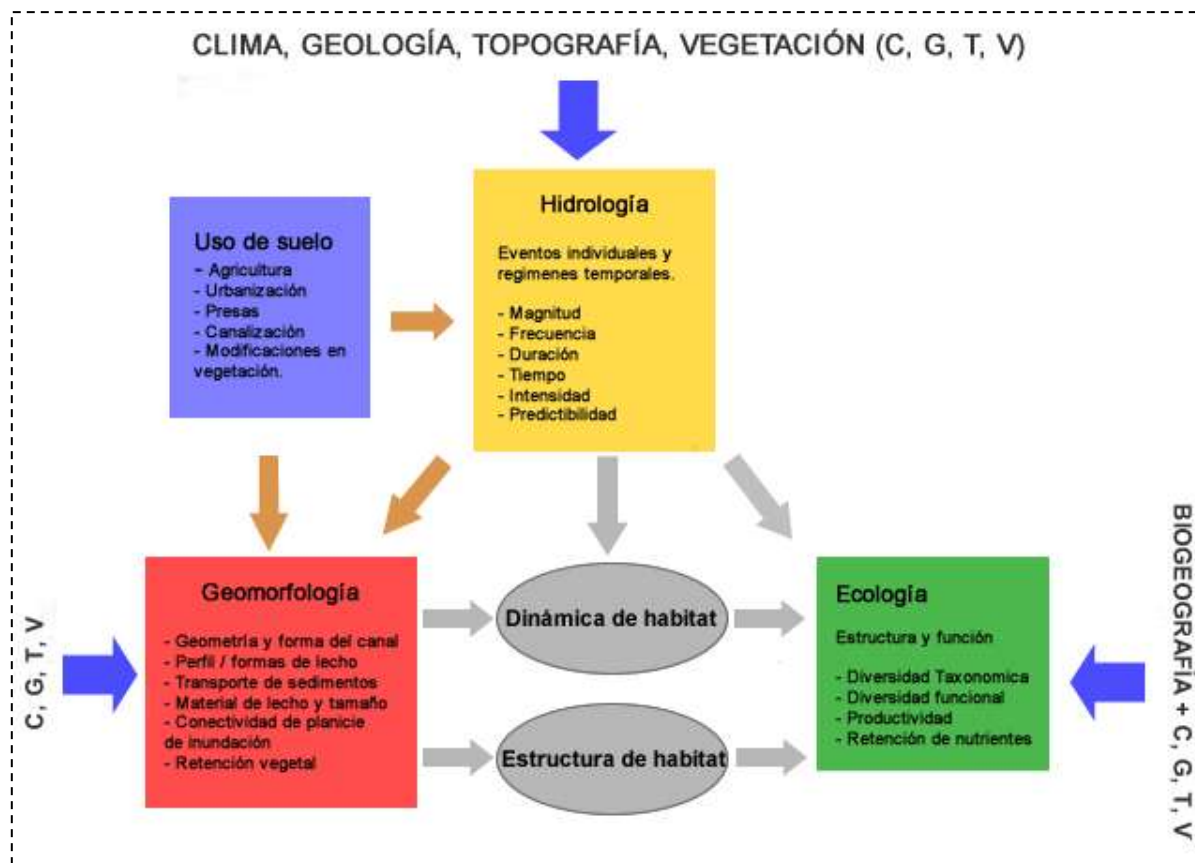 CLIMA, GEOLOGÍA, TOPOGRAFÍA, VEGETACIÓN (C, G, T, V)
Uso de suelo
- Agricultura
- Urbanización
- Presas
- Canalización
- Modificaciones en
vegetación.
Hidrología
Eventos individuales y
regimenes temporales.
- Magnitud
- Frecuencia
- Duración
- Tiempo
- Intensidad
- Predictibilidad
C, G, T, V
Geomorfología
- Geometría y forma del canal
- Perfil / formas de lecho
- Transporte de sedimentos
- Material de lecho y tamaño
- Conectividad de planicie
de inundación
- Retención vegetal
Dinámica de habitat
Estructura de habitat
Ecología
Estructura y función
- Diversidad Taxonomica
- Diversidad funcional
- Productividad
- Retención de nutrientes
BIOGEOGRAFÍA + C, G, T, V